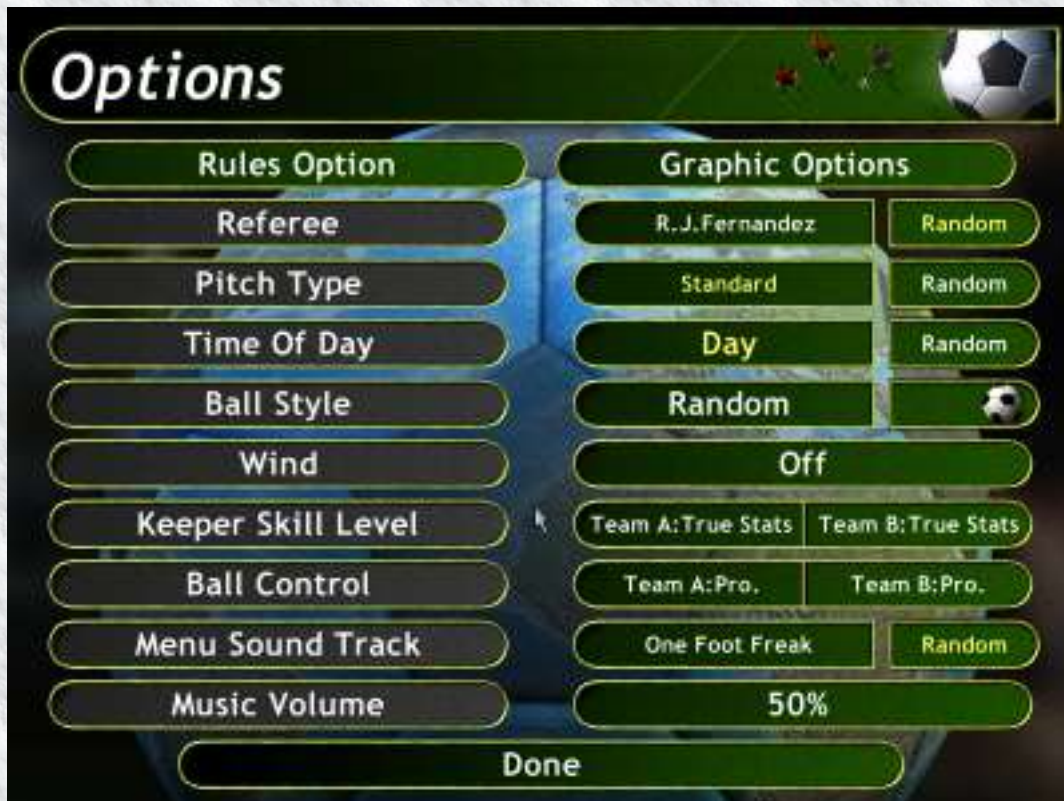 Options
Rules Option Graphic Options
Referee R.J.Fernandez Random
Pitch Type Standard Random
Time Of Day Day Random
Ball Style Random
Wind Off
Keeper Skill Level Team A:True Stats Team B:True Stats
Ball Control Team A:Pro. Team B:Pro.
Menu Sound Track One Foot Freak Random
Music Volume 50%
Done